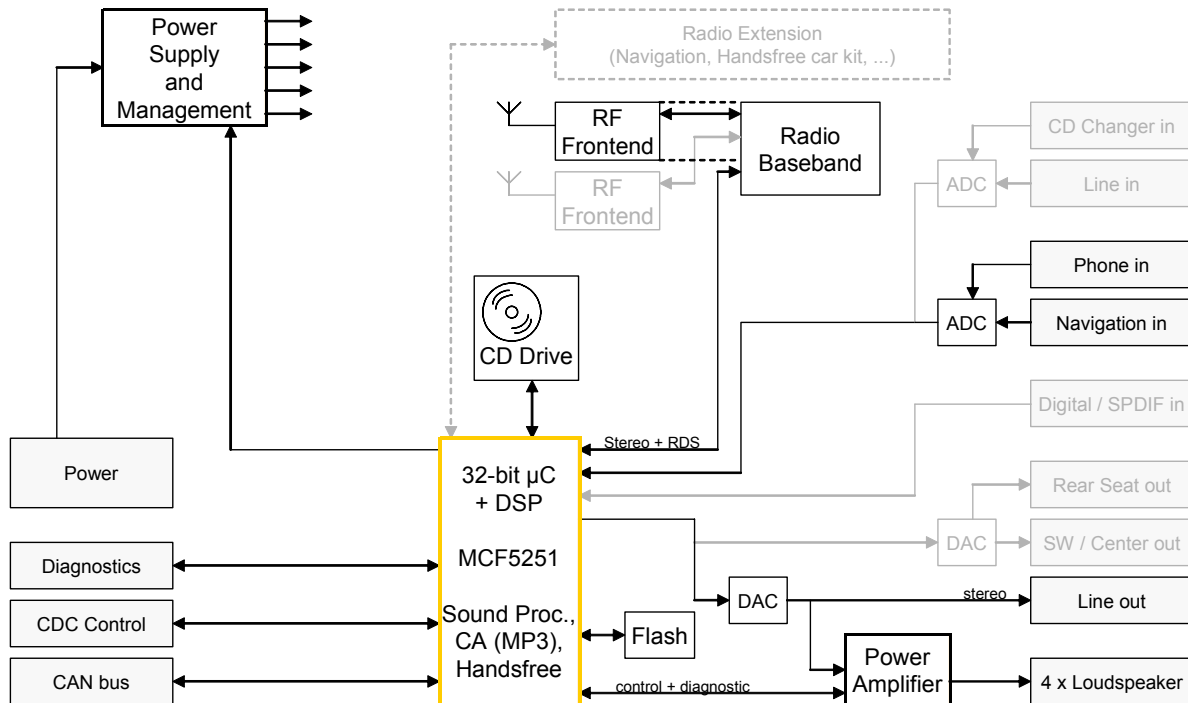 Power
Supply
and
Management
Radio Extension
(Navigation, Handsfree car kit, ...)
RF
Frontend
Radio
Baseband
RF
Frontend
CD Changer in
ADC
Line in
Phone in
ADC
Navigation in
CD Drive
Digital / SPDIF in
Stereo + RDS
Power
32-bit µC
+ DSP
MCF5251
Sound Proc.,
CA (MP3),
Handsfree
Rear Seat out
DAC
SW / Center out
Diagnostics
DAC
stereo
Line out
CDC Control
Flash
Power
Amplifier
CAN bus
control + diagnostic
4 x Loudspeaker